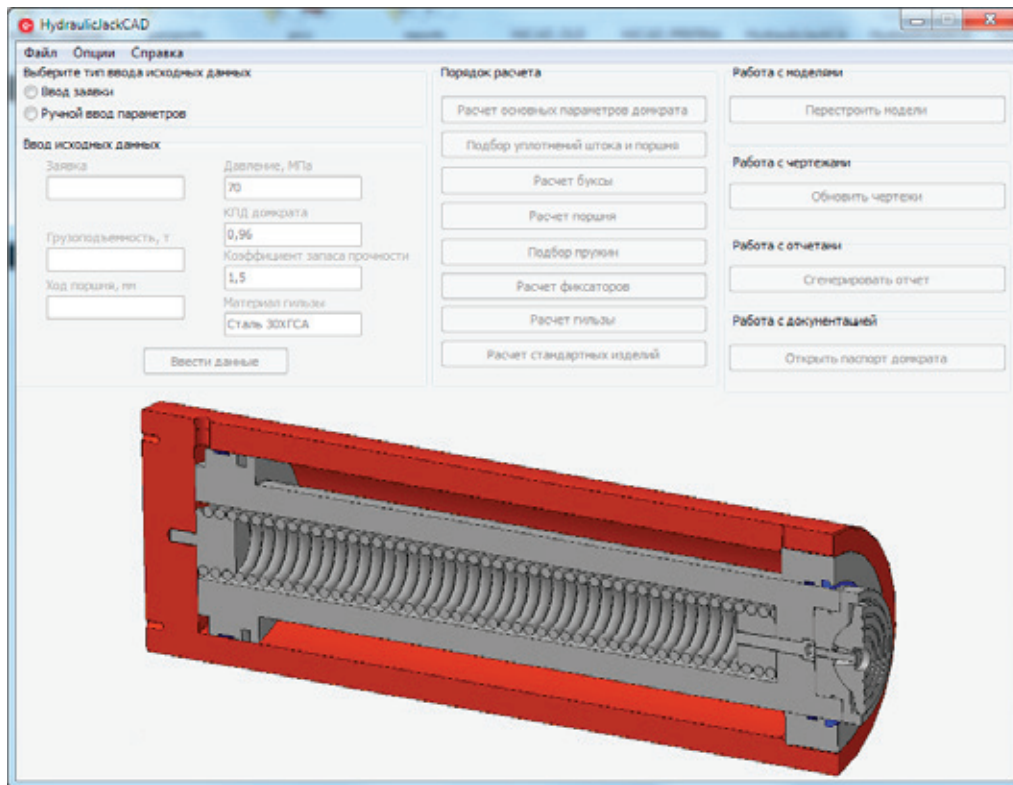 HydraulicJackCAD
Файл Опции Справка
Выберите тип ввода исходных данных
Ввод заявки
Ручной ввод параметров
Ввод исходных данных
Заявка
Давление, МПа
70
КПД домкрата
0,96
Грузоподъемность, т
Коэффициент запаса прочности
1,5
Ход поршня, мм
Материал гильзы
Сталь 30ХГСА
Ввести данные
Порядок расчета
Расчет основных параметров домкрата
Подбор уплотнений штока и поршня
Расчет буксы
Расчет поршня
Подбор пружин
Расчет фиксаторов
Расчет гильзы
Расчет стандартных изделий
Работа с моделями
Перестроить модели
Работа с чертежами
Обновить чертежи
Работа с отчетами
Сгенерировать отчет
Работа с документацией
Открыть паспорт домкрата